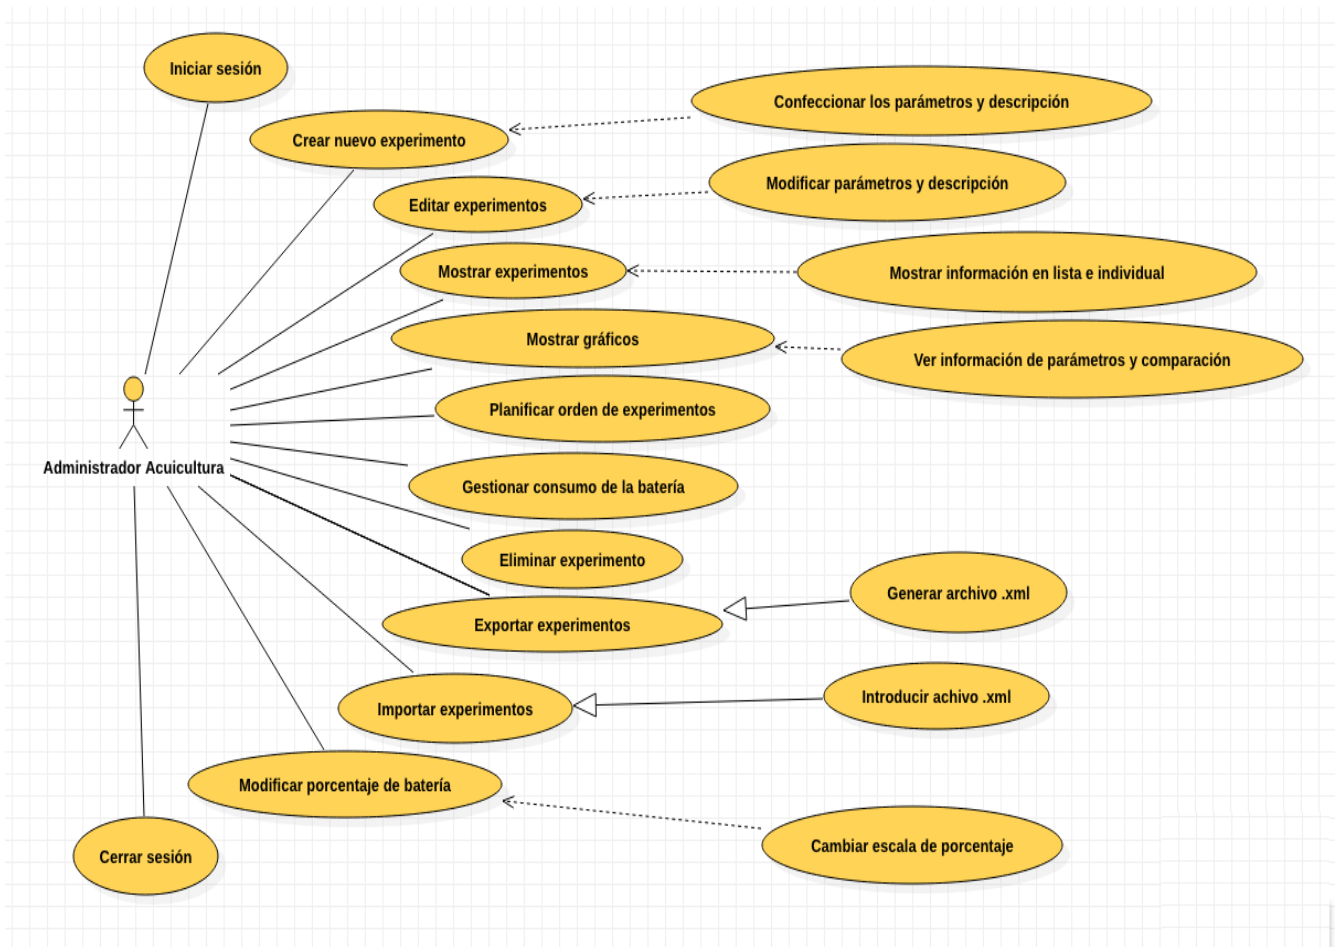 Iniciar sesión
Confeccionar los parámetros y descripción
Crear nuevo experimento
Modificar parámetros y descripción
Editar experimentos
Mostrar experimentos
Mostrar información en lista e individual
Mostrar gráficos
Ver información de parámetros y comparación
Planificar orden de experimentos
Administrador Acuicultura
Gestionar consumo de la batería
Eliminar experimento
Generar archivo .xml
Exportar experimentos
Introducir achivo .xml
Importar experimentos
Modificar porcentaje de batería
Cambiar escala de porcentaje
Cerrar sesión